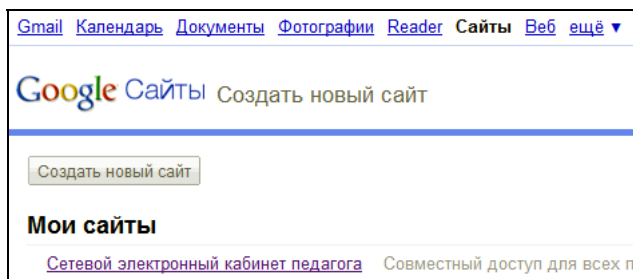 Gmail Календарь Документы Фотографии Reader Сайты Веб ещё ▼
Google Сайты Создать новый сайт
Создать новый сайт
Мои сайты
Сетевой электронный кабинет педагога Совместный доступ для всех п